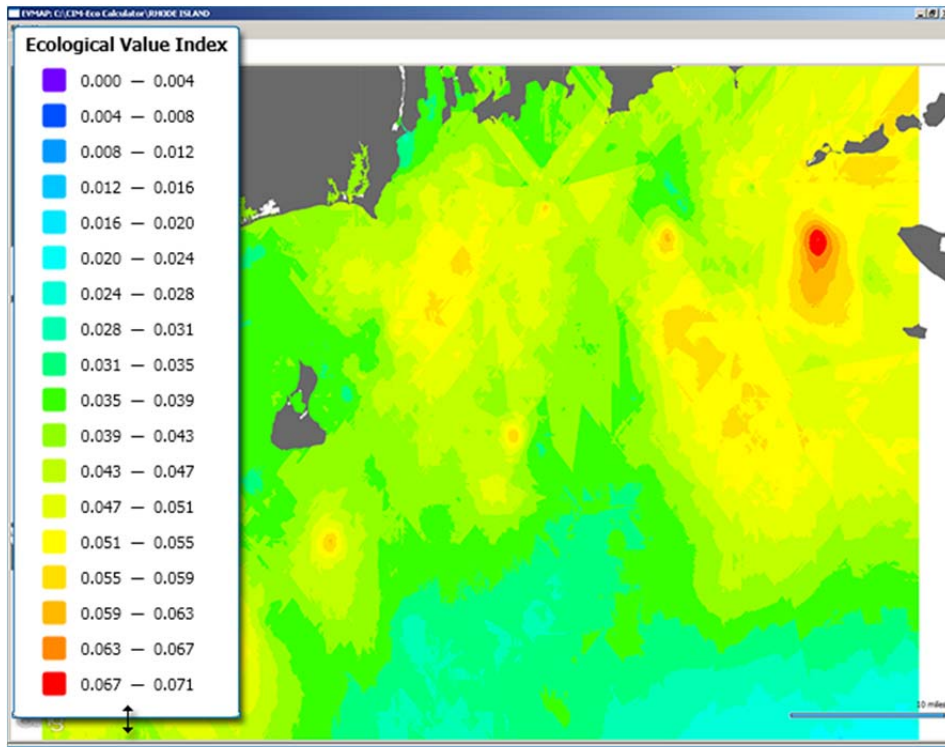 EVMAP: C:\CIM-Eco Calculator\RHODE ISLAND
Ecological Value Index
0.000 — 0.004
0.004 — 0.008
0.008 — 0.012
0.012 — 0.016
0.016 — 0.020
0.020 — 0.024
0.024 — 0.028
0.028 — 0.031
0.031 — 0.035
0.035 — 0.039
0.039 — 0.043
0.043 — 0.047
0.047 — 0.051
0.051 — 0.055
0.055 — 0.059
0.059 — 0.063
0.063 — 0.067
0.067 — 0.071
10 miles